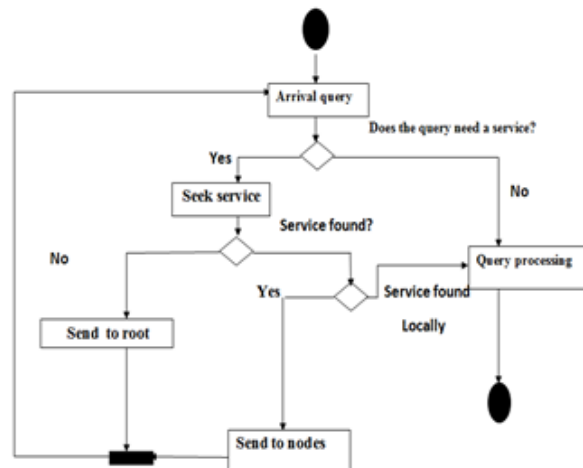 Arrival query
Does the query need a service?
Yes
Seek service
No
Service found?
No
Query processing
Yes
Service found
Locally
Send to root
Send to nodes